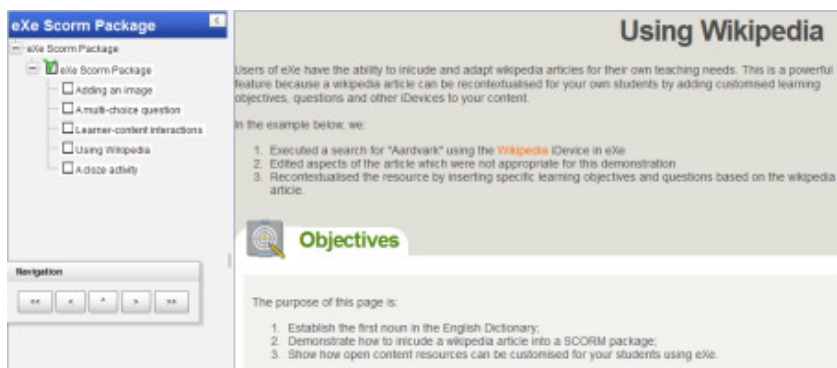 eXe Scorm Package
eXe Scorm Package
eXe Scorm Package
Adding an image
A multi-choice question
Learner-content interactions
Using Wikipedia
A cloze activity
Navigation
<< < ^ > >>
Using Wikipedia
Users of eXe have the ability to inlcude and adapt wikipedia articles for their own teaching needs. This is a powerful
feature because a wikipedia article can be recontextualised for your own students by adding customised learning
objectives, questions and other iDevices to your content.
In the example below, we:
1. Executed a search for "Aardvark" using the Wikipedia iDevice in eXe
2. Edited aspects of the article which were not appropriate for this demonstration
3. Recontextualised the resource by inserting specific learning objectives and questions based on the wikipedia
article.
Objectives
The purpose of this page is:
1. Establish the first noun in the English Dictionary;
2. Demonstrate how to inlcude a wikipedia article into a SCORM package;
3. Show how open content resources can be customised for your students using eXe.